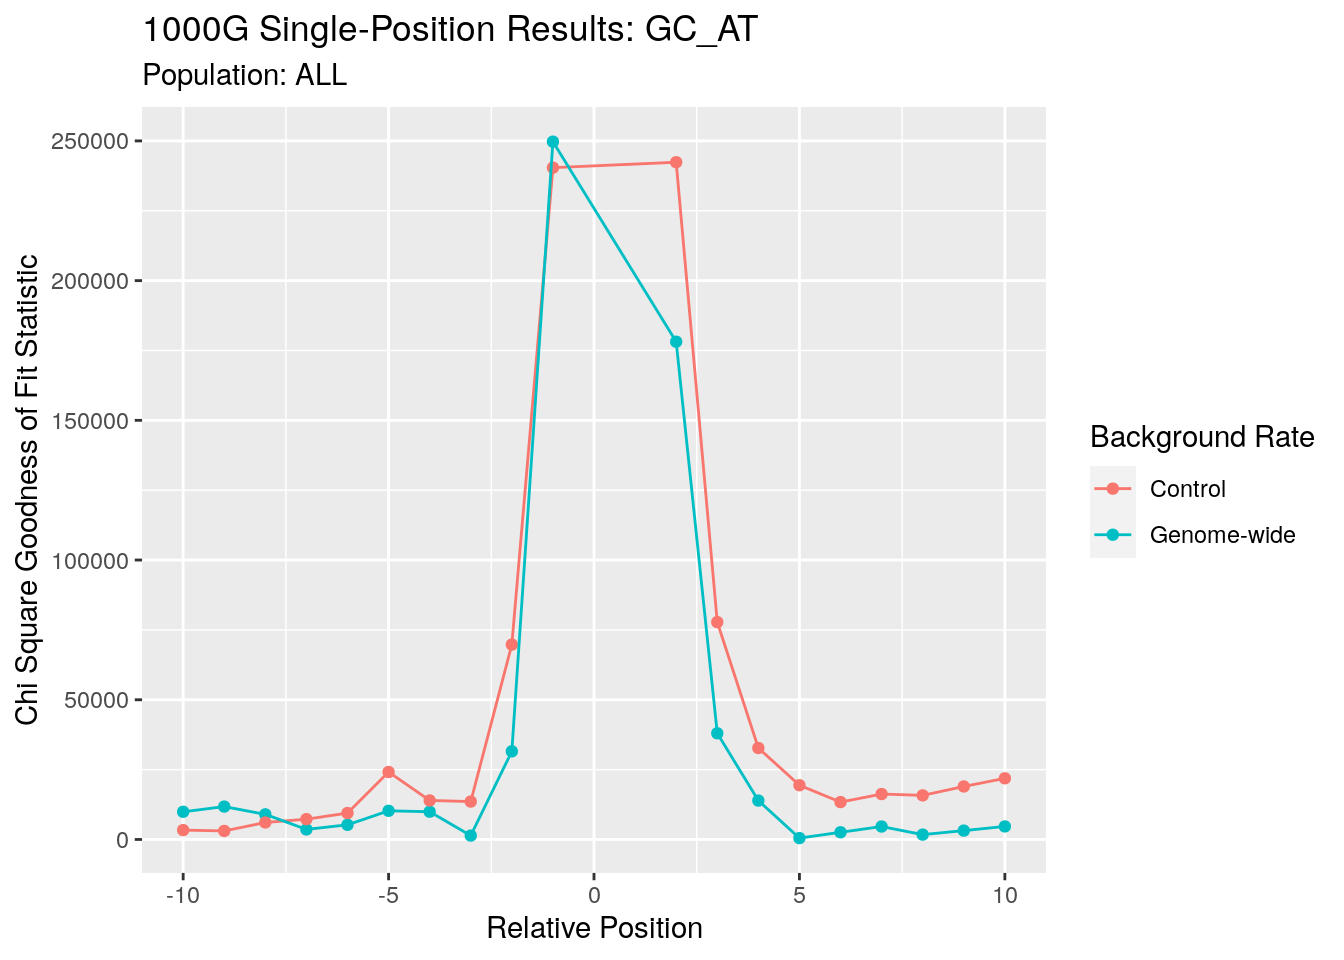 1000G Single-Position Results: GC_AT
Population: ALL
Chi Square Goodness of Fit Statistic
250000
200000
150000
100000
50000
0
-10
-5
0
5
10
Relative Position
Background Rate
Control
Genome-wide